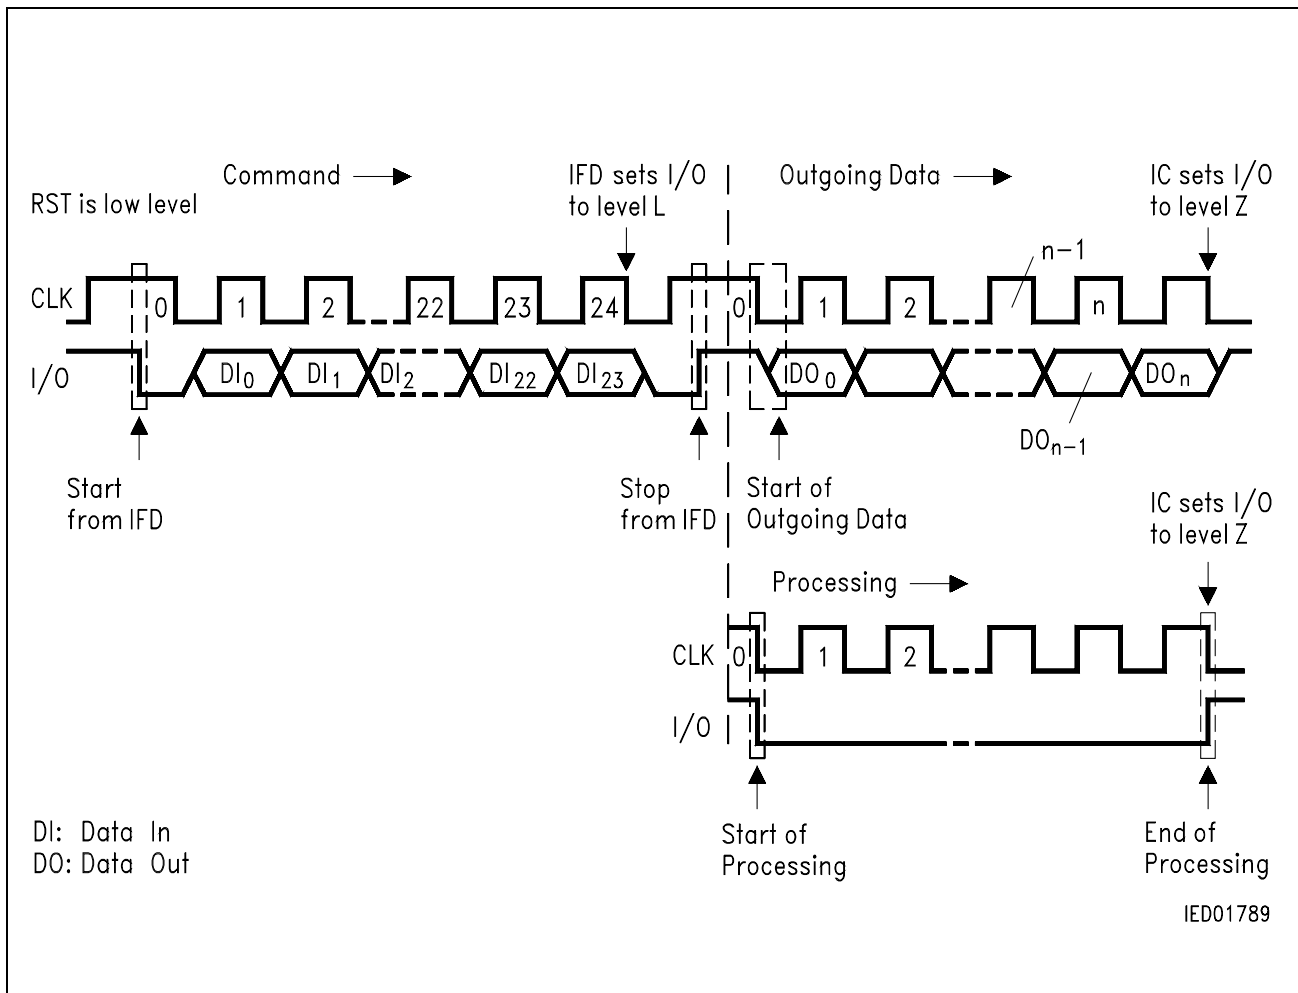 Command
RST is low level
IFD sets I/O
to level L
Outgoing Data
IC sets I/O
to level Z
n-1
CLK 0 1 2 22 23 24 0 1 2 n
I/O DI0 DI1 DI2 DI22 DI23 DO0 DOn
DOn-1
Start
from IFD
Stop
from IFD
Start of
Outgoing Data
IC sets I/O
to level Z
Processing
CLK 0 1 2
I/O
Start of
Processing
End of
Processing
DI: Data In
DO: Data Out
IED01789